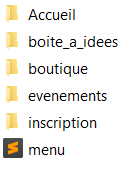 Accueil
boite_a_idees
boutique
evenements
inscription
menu